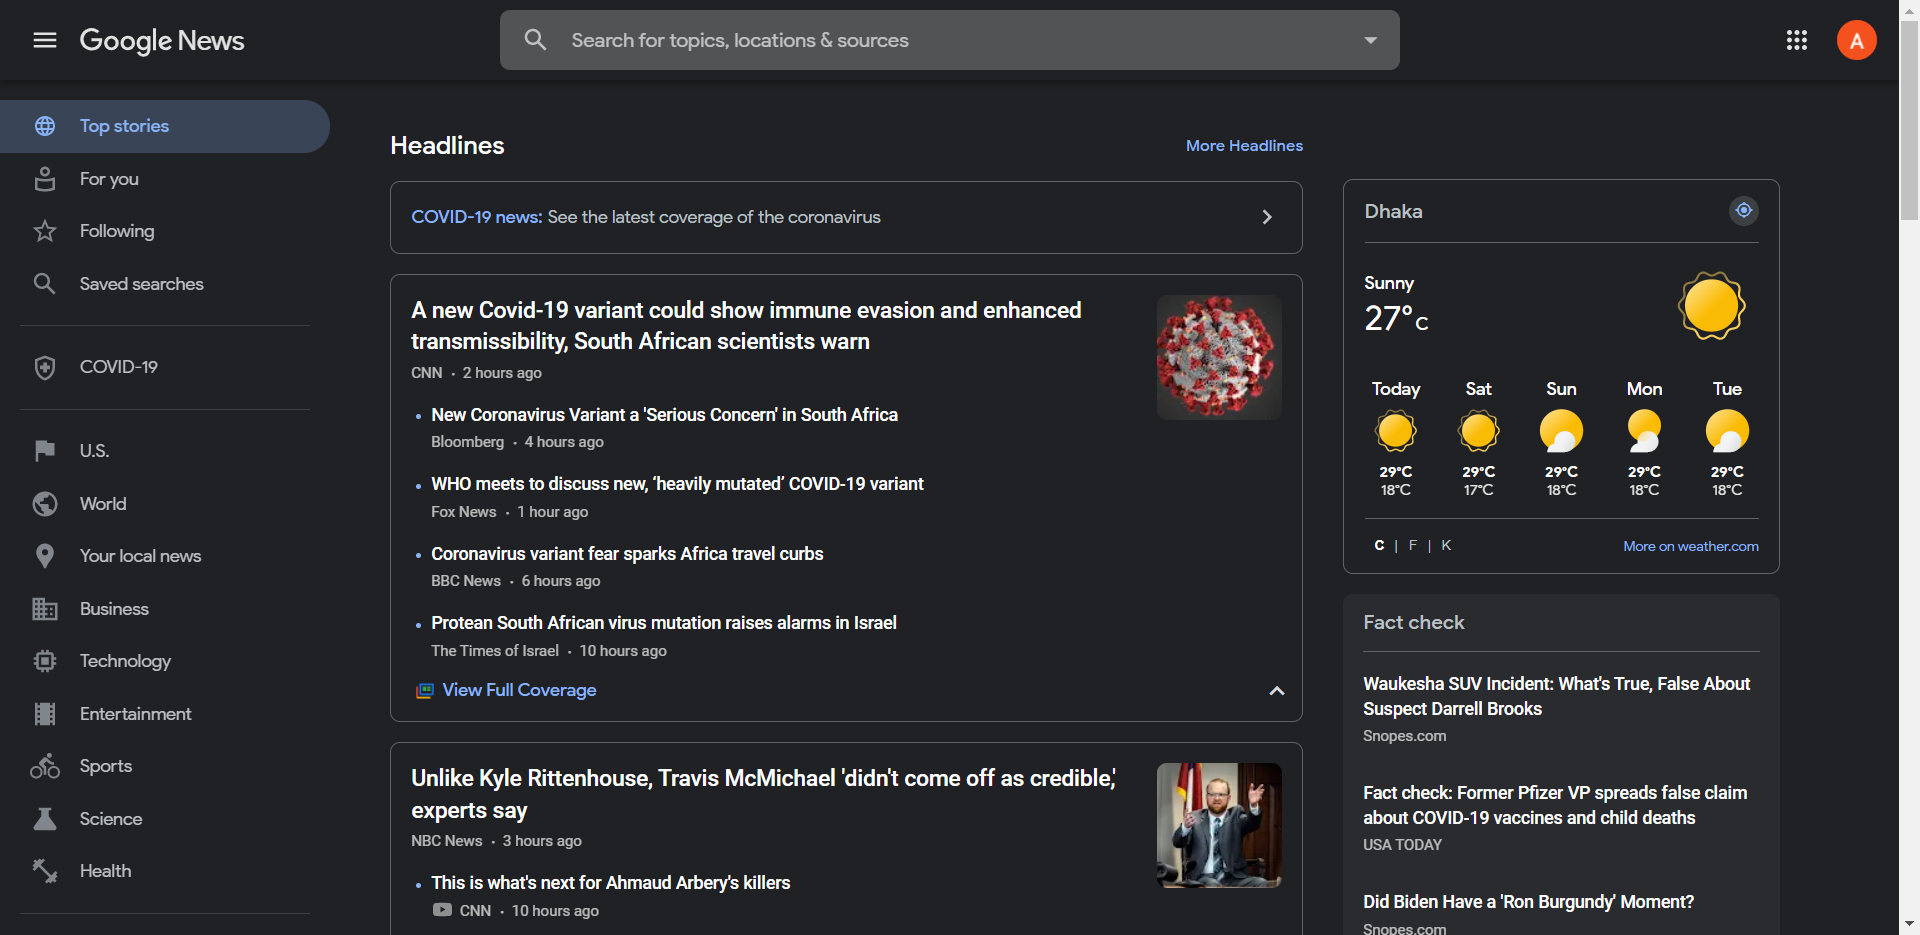 Google News
Search for topics, locations & sources
A
Top stories
For you
Following
Saved searches
COVID-19
U.S.
World
Your local news
Business
Technology
Entertainment
Sports
Science
Health
Headlines
More Headlines
COVID-19 news: See the latest coverage of the coronavirus
A new Covid-19 variant could show immune evasion and enhanced
transmissibility, South African scientists warn
CNN · 2 hours ago
• New Coronavirus Variant a 'Serious Concern' in South Africa
Bloomberg · 4 hours ago
• WHO meets to discuss new, ‘heavily mutated’ COVID-19 variant
Fox News · 1 hour ago
• Coronavirus variant fear sparks Africa travel curbs
BBC News · 6 hours ago
• Protean South African virus mutation raises alarms in Israel
The Times of Israel · 10 hours ago
View Full Coverage
Unlike Kyle Rittenhouse, Travis McMichael 'didn't come off as credible,'
experts say
NBC News · 3 hours ago
• This is what's next for Ahmaud Arbery's killers
CNN · 10 hours ago
Dhaka
Sunny
27°C
Today Sat Sun Mon Tue
29°C 29°C 29°C 29°C 29°C
18°C 17°C 18°C 18°C 18°C
C | F | K
More on weather.com
Fact check
Waukesha SUV Incident: What's True, False About
Suspect Darrell Brooks
Snopes.com
Fact check: Former Pfizer VP spreads false claim
about COVID-19 vaccines and child deaths
USA TODAY
Did Biden Have a 'Ron Burgundy' Moment?
Snopes.com